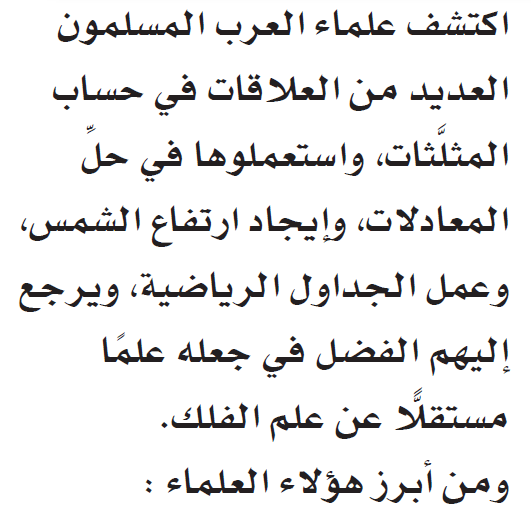 اكتشف علماء العرب المسلمون
العديد من العلاقات في حساب
المثلَّثات، واستعملوها في حلِّ
المعادلات، وإيجاد ارتفاع الشمس،
وعمل الجداول الرياضية، ويرجع
إليهم الفضل في جعله علمًا
مستقلًّا عن علم الفلك.
ومن أبرز هؤلاء العلماء :